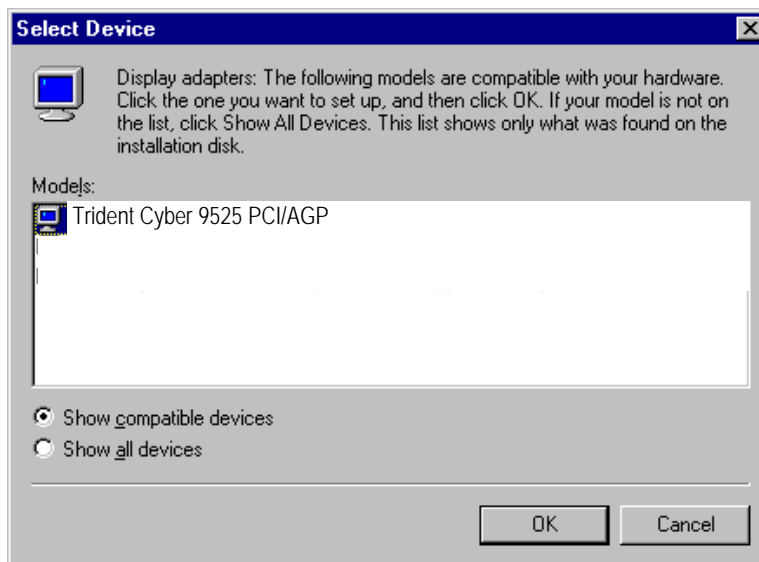 Select Device
Display adapters: The following models are compatible with your hardware.
Click the one you want to set up, and then click OK. If your model is not on
the list, click Show All Devices. This list shows only what was found on the
installation disk.
Models:
Trident Cyber 9525 PCI/AGP
Show compatible devices
Show all devices
OK
Cancel